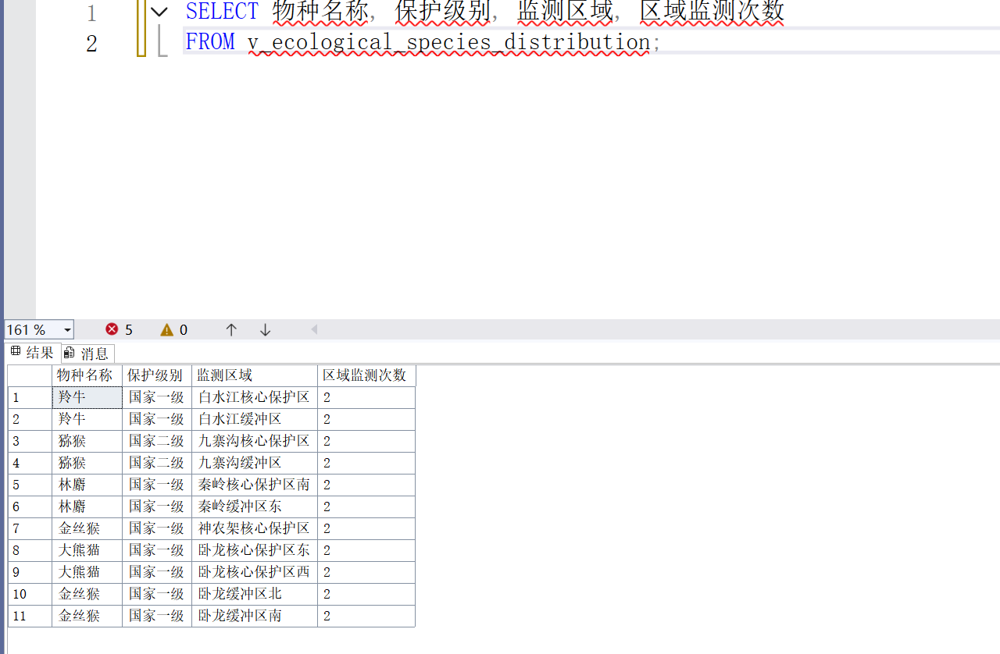 1 SELECT 物种名称, 保护级别, 监测区域, 区域监测次数
2 FROM v_ecological_species_distribution;
161 % 5 0
结果 消息
物种名称 保护级别 监测区域 区域监测次数
1 羚牛 国家一级 白水江核心保护区 2
2 羚牛 国家一级 白水江缓冲区 2
3 猕猴 国家二级 九寨沟核心保护区 2
4 猕猴 国家二级 九寨沟缓冲区 2
5 林麝 国家一级 秦岭核心保护区南 2
6 林麝 国家一级 秦岭缓冲区东 2
7 金丝猴 国家一级 神农架核心保护区 2
8 大熊猫 国家一级 卧龙核心保护区东 2
9 大熊猫 国家一级 卧龙核心保护区西 2
10 金丝猴 国家一级 卧龙缓冲区北 2
11 金丝猴 国家一级 卧龙缓冲区南 2